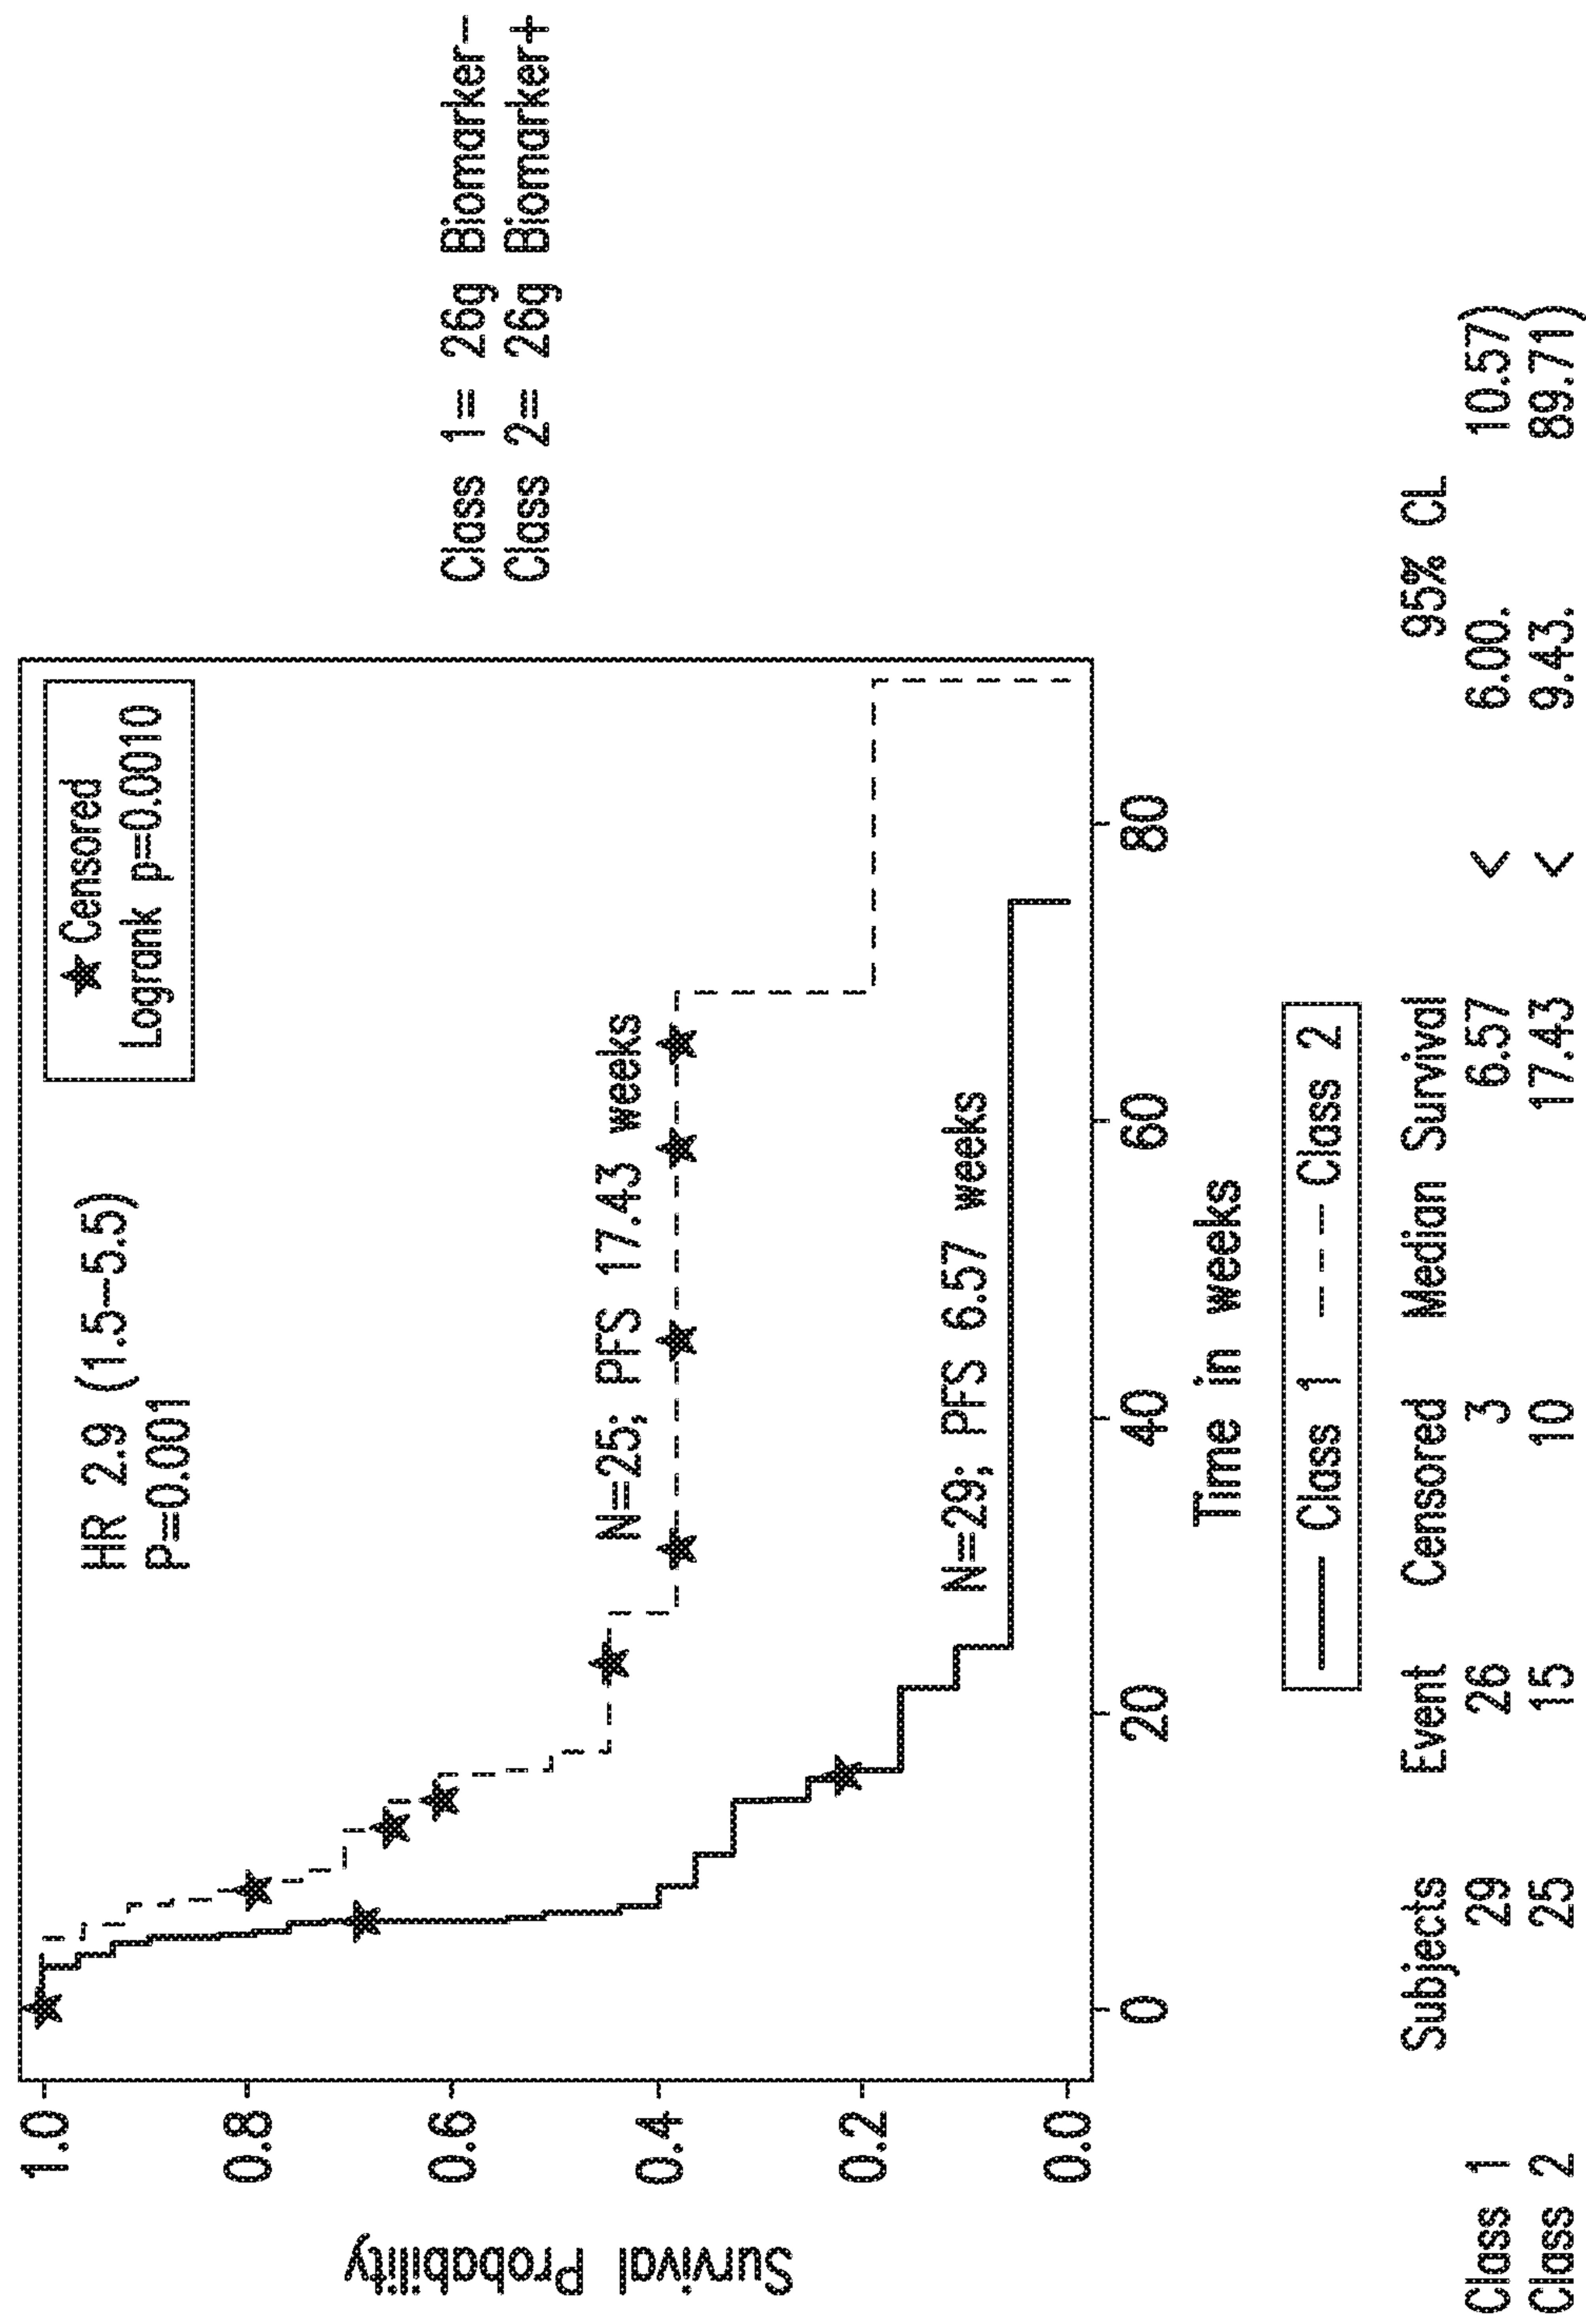 HR 2.9 (1.5–5.5)
P=0.001
★ Censored
Logrank p=0.0010
N=25; PFS 17.43 weeks
N=29; PFS 6.57 weeks
Class 1= 26g Biomarker–
Class 2= 26g Biomarker+
Survival Probability
1.0
0.8
0.6
0.4
0.2
0.0
0 20 40 60 80
Time in weeks
Class 1 Class 2
Subjects Event Censored Median Survival 95% CL
Class 1 29 26 3 6.57 < 6.00. 10.57)
Class 2 25 15 10 17.43 < 9.43. 89.71)